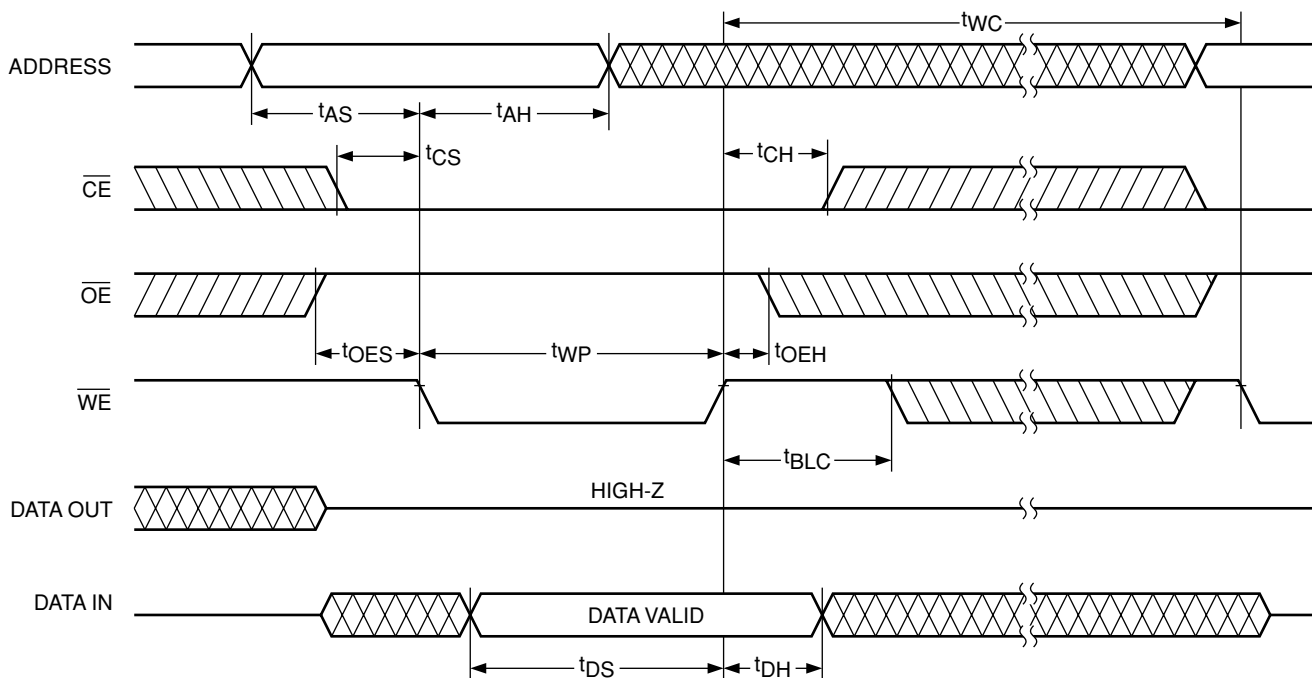 tWC
ADDRESS
tAS
tAH
tCS
tCH
CE
OE
tOES
tWP
tOEH
WE
tBLC
HIGH-Z
DATA OUT
DATA IN
DATA VALID
tDS
tDH